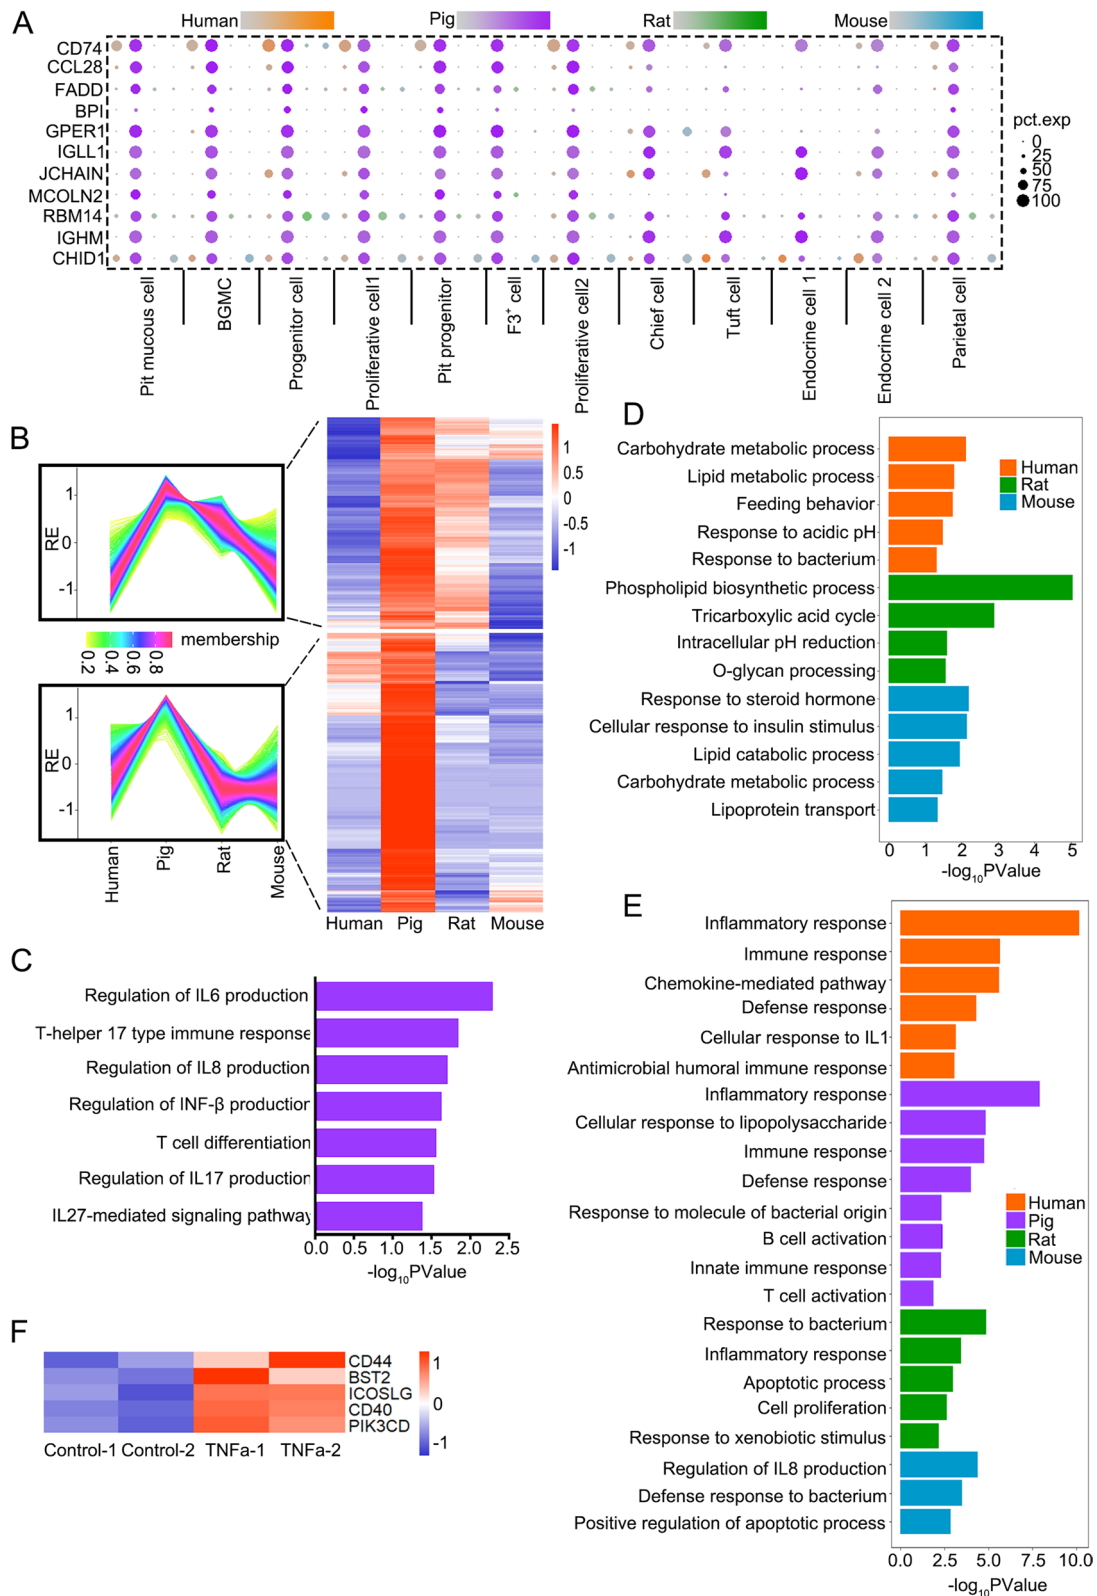 A
Human Pig Rat Mouse
CD74
CCL28
FADD
BPI
GPER1
IGLL1
JCHAIN
MCOLN2
RBM14
IGHM
CHID1
pct.exp
0
25
50
75
100
Pit mucous cell
BGMC
Progenitor cell
Proliferative cell1
Pit progenitor
F3+ cell
Proliferative cell2
Chief cell
Tuft cell
Endocrine cell 1
Endocrine cell 2
Parietal cell
B
RE
1
0
-1
membership
0.2 0.4 0.6 0.8
RE
1
0
-1
Human Pig Rat Mouse
1
0.5
0
-0.5
-1
Human Pig Rat Mouse
C
Regulation of IL6 production
T-helper 17 type immune response
Regulation of IL8 production
Regulation of INF-β production
T cell differentiation
Regulation of IL17 production
IL27-mediated signaling pathway
0.0 0.5 1.0 1.5 2.0 2.5
-log10PValue
D
Carbohydrate metabolic process
Lipid metabolic process
Feeding behavior
Response to acidic pH
Response to bacterium
Phospholipid biosynthetic process
Tricarboxylic acid cycle
Intracellular pH reduction
O-glycan processing
Response to steroid hormone
Cellular response to insulin stimulus
Lipid catabolic process
Carbohydrate metabolic process
Lipoprotein transport
Human
Rat
Mouse
0 1 2 3 4 5
-log10PValue
E
Inflammatory response
Immune response
Chemokine-mediated pathway
Defense response
Cellular response to IL1
Antimicrobial humoral immune response
Inflammatory response
Cellular response to lipopolysaccharide
Immune response
Defense response
Response to molecule of bacterial origin
B cell activation
Innate immune response
T cell activation
Response to bacterium
Inflammatory response
Apoptotic process
Cell proliferation
Response to xenobiotic stimulus
Regulation of IL8 production
Defense response to bacterium
Positive regulation of apoptotic process
Human
Pig
Rat
Mouse
0.0 2.5 5.0 7.5 10.0
-log10PValue
F
CD44
BST2
ICOSLG
CD40
PIK3CD
1
0
-1
Control-1 Control-2 TNFa-1 TNFa-2